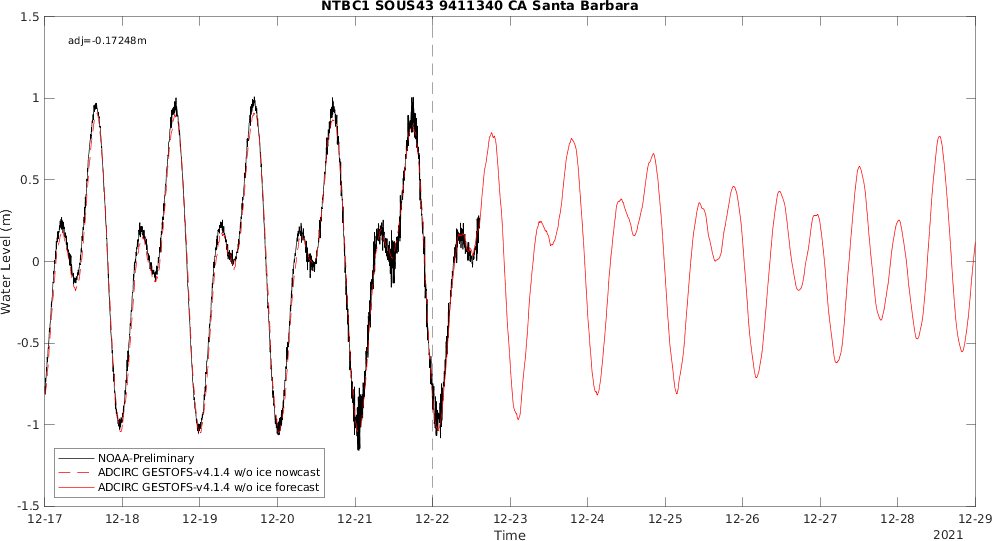 NTBC1 SOUS43 9411340 CA Santa Barbara
adj=-0.17248m
Water Level (m)
1.5
1
0.5
0
-0.5
-1
-1.5
NOAA-Preliminary
ADCIRC GESTOFS-v4.1.4 w/o ice nowcast
ADCIRC GESTOFS-v4.1.4 w/o ice forecast
12-17 12-18 12-19 12-20 12-21 12-22 12-23 12-24 12-25 12-26 12-27 12-28 12-29
Time
2021